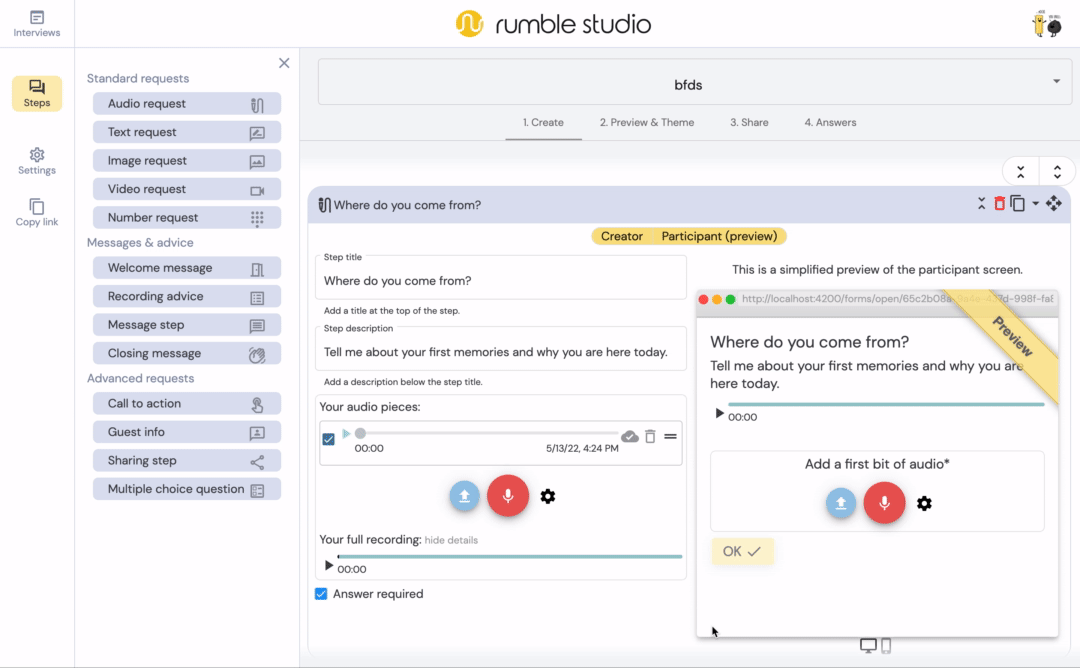 Interviews
rumble studio
Steps
Settings
Copy link
Standard requests
Audio request
Text request
Image request
Video request
Number request
Messages & advice
Welcome message
Recording advice
Message step
Closing message
Advanced requests
Call to action
Guest info
Sharing step
Multiple choice question
bfds
1. Create
2. Preview & Theme
3. Share
4. Answers
Where do you come from?
Creator
Participant (preview)
Step title
Where do you come from?
Add a title at the top of the step.
Step description
Tell me about your first memories and why you are here today.
Add a description below the step title.
Your audio pieces:
00:00
5/13/22, 4:24 PM
Your full recording: hide details
00:00
Answer required
This is a simplified preview of the participant screen.
http://localhost:4200/forms/open/65c2b08a
Preview
Where do you come from?
Tell me about your first memories and why you are
here today.
00:00
Add a first bit of audio*
OK